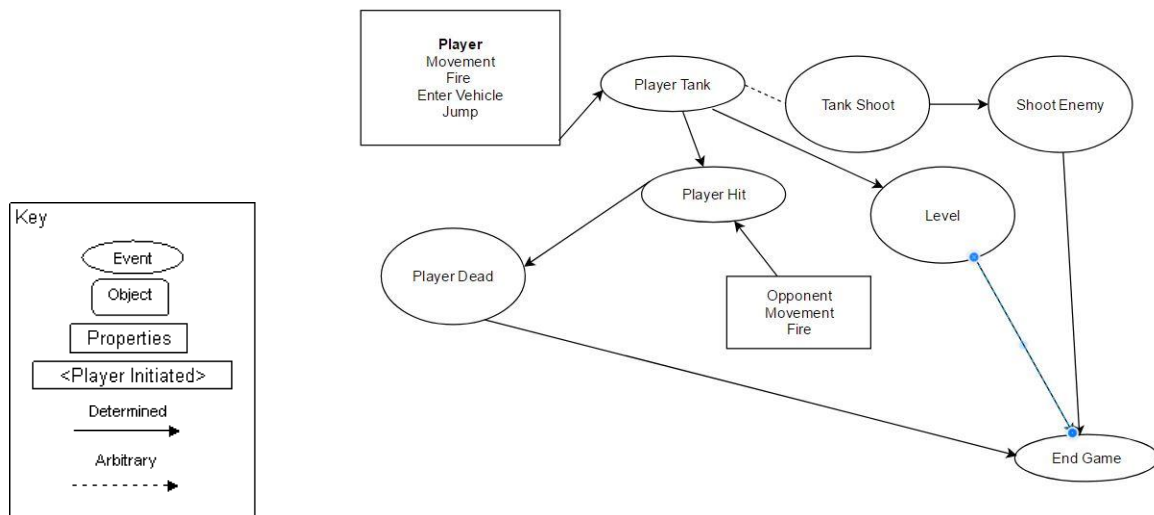 Player
Movement
Fire
Enter Vehicle
Jump
Player Tank
Tank Shoot
Shoot Enemy
Player Hit
Level
Player Dead
Opponent
Movement
Fire
End Game
Key
Event
Object
Properties
<Player Initiated>
Determined
Arbitrary